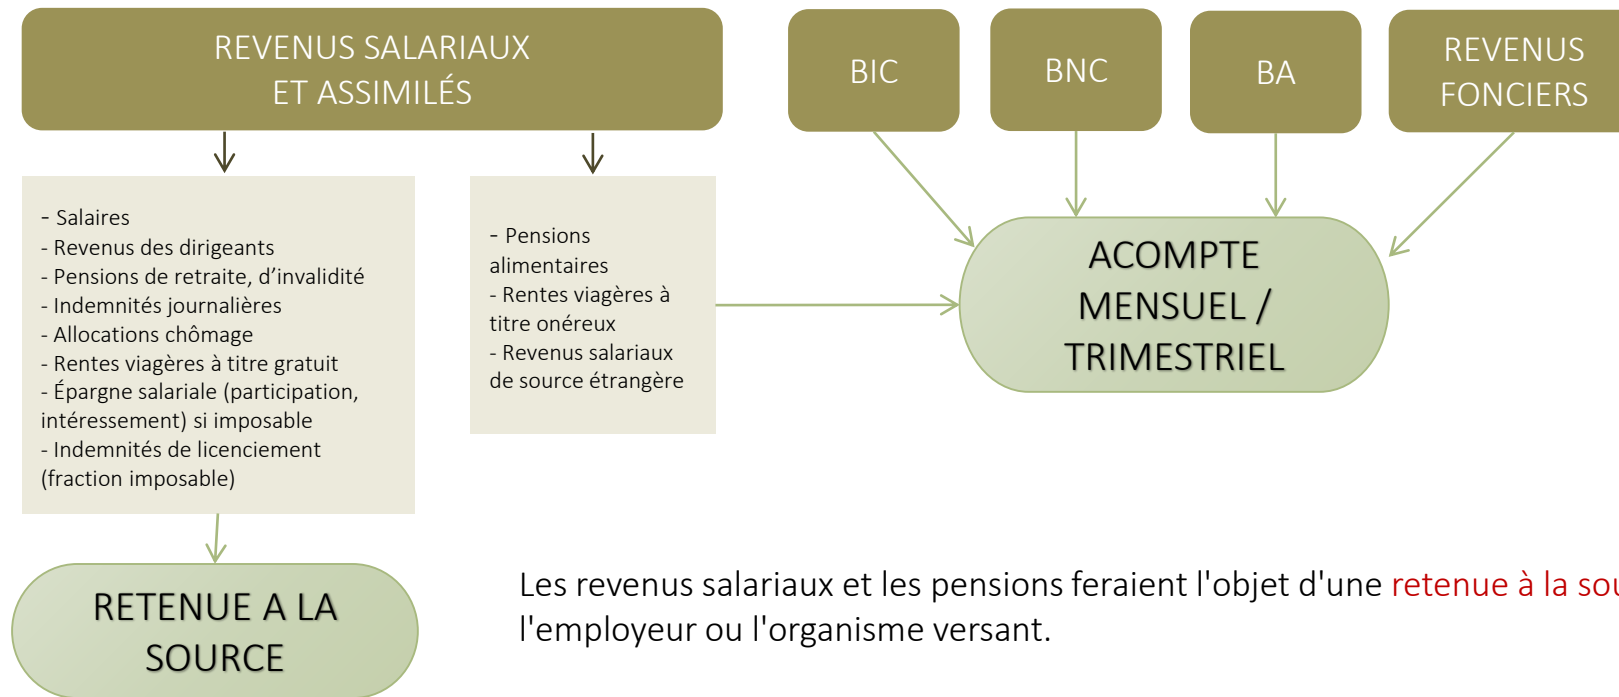 REVENUS SALARIAUX
ET ASSIMILÉS
BIC
BNC
BA
REVENUS
FONCIERS
- Salaires
- Revenus des dirigeants
- Pensions de retraite, d’invalidité
- Indemnités journalières
- Allocations chômage
- Rentes viagères à titre gratuit
- Épargne salariale (participation,
intéressement) si imposable
- Indemnités de licenciement
(fraction imposable)
- Pensions
alimentaires
- Rentes viagères à
titre onéreux
- Revenus salariaux
de source étrangère
ACOMPTE
MENSUEL /
TRIMESTRIEL
RETENUE A LA
SOURCE
Les revenus salariaux et les pensions feraient l'objet d'une retenue à la
l'employeur ou l'organisme versant.